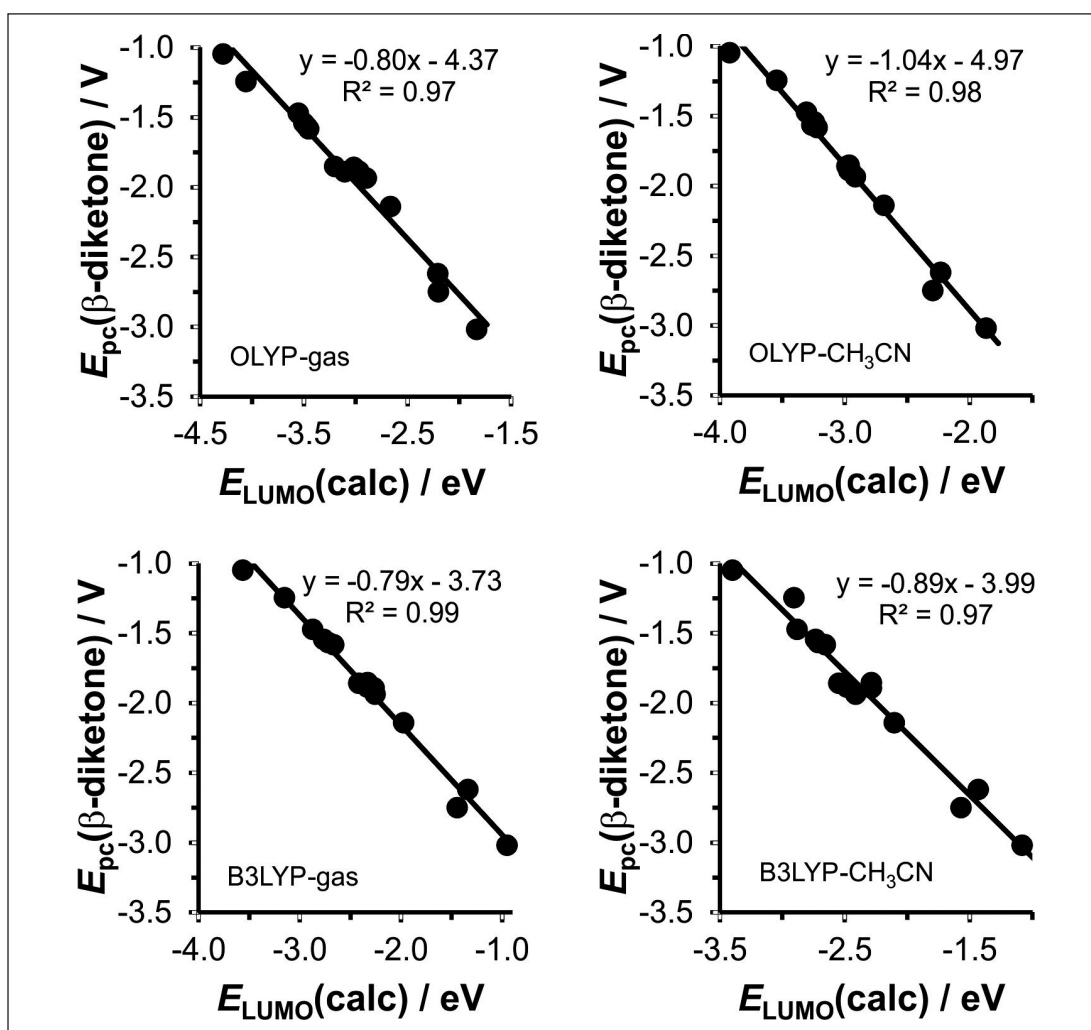 -1.0
-1.5
-2.0
-2.5
-3.0
-3.5
Epc(β-diketone) / V
y = -0.80x - 4.37
R² = 0.97
OLYP-gas
-4.5 -3.5 -2.5 -1.5
ELUMO(calc) / eV
-1.0
-1.5
-2.0
-2.5
-3.0
-3.5
Epc(β-diketone) / V
y = -1.04x - 4.97
R² = 0.98
OLYP-CH₃CN
-4.0 -3.0 -2.0
ELUMO(calc) / eV
-1.0
-1.5
-2.0
-2.5
-3.0
-3.5
Epc(β-diketone) / V
y = -0.79x - 3.73
R² = 0.99
B3LYP-gas
-4.0 -3.0 -2.0 -1.0
ELUMO(calc) / eV
-1.0
-1.5
-2.0
-2.5
-3.0
-3.5
Epc(β-diketone) / V
y = -0.89x - 3.99
R² = 0.97
B3LYP-CH₃CN
-3.5 -2.5 -1.5
ELUMO(calc) / eV